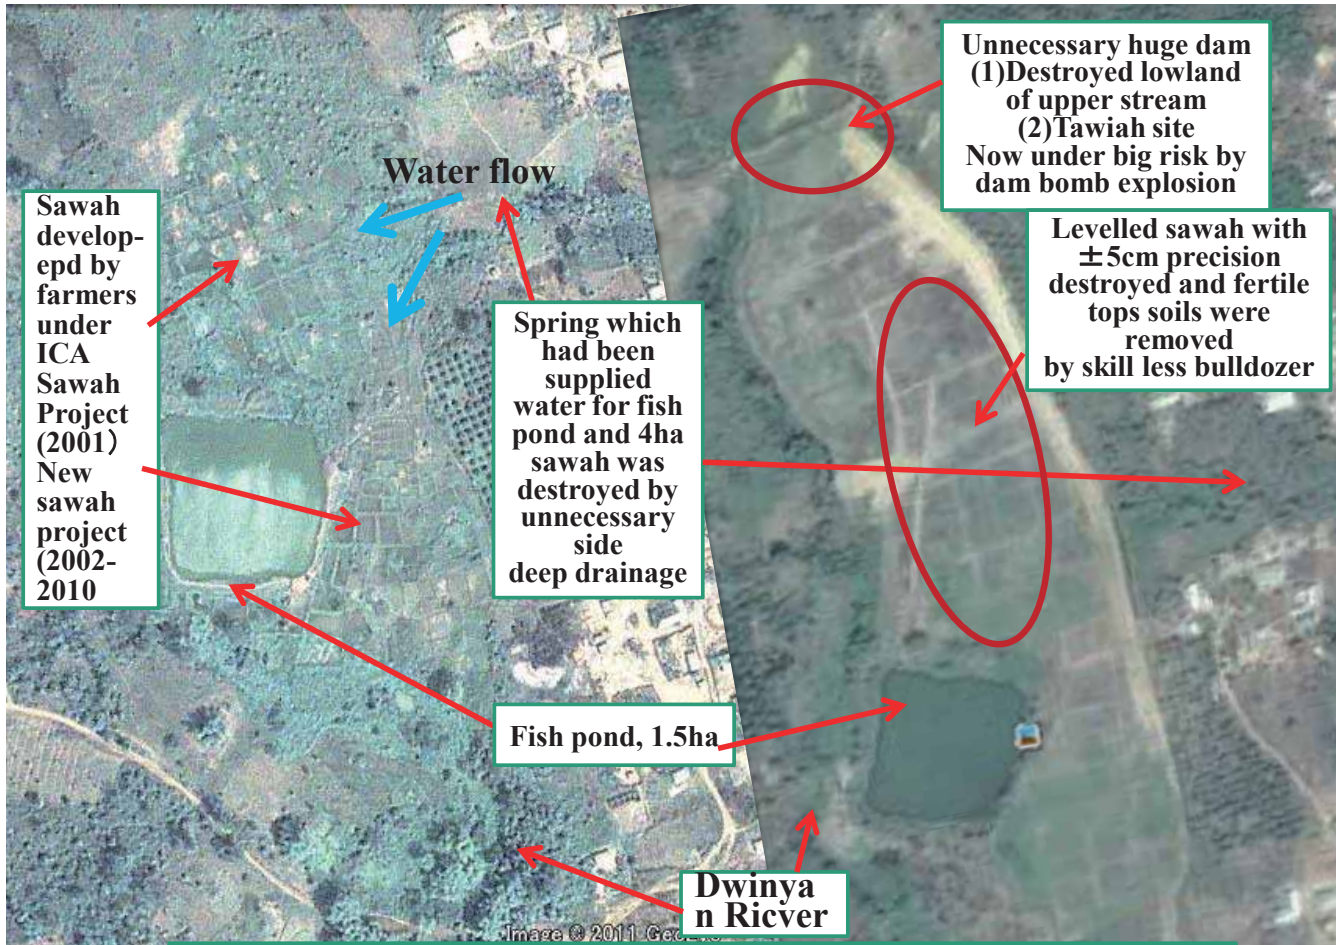 Unnecessary huge dam
(1)Destroyed lowland
of upper stream
(2)Tawiah site
Now under big risk by
dam bomb explosion
Water flow
Sawah
develop-
epd by
farmers
under
ICA
Sawah
Project
(2001)
New
sawah
project
(2002-
2010
Levelled sawah with
±5cm precision
destroyed and fertile
tops soils were
removed
by skill less bulldozer
Spring which
had been
supplied
water for fish
pond and 4ha
sawah was
destroyed by
unnecessary
side
deep drainage
Fish pond, 1.5ha
Dwinya
n Ricver
Image © 2011